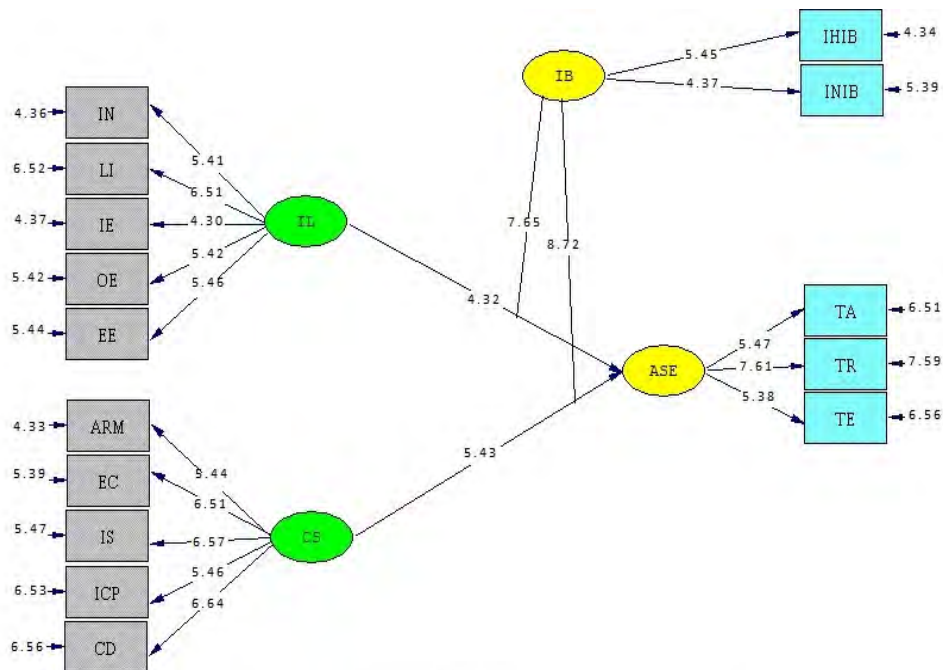 IB
5.45
4.37
IHIB
4.34
INIB
5.39
4.36
IN
5.41
6.52
LI
6.51
4.37
IE
4.30
5.42
OE
5.42
5.44
EE
5.46
IL
7.65
8.72
4.32
ASE
5.47
TA
6.51
7.61
TR
7.59
5.38
TE
6.56
4.33
ARM
5.44
5.39
EC
6.51
5.47
IS
6.57
6.53
ICP
5.46
6.56
CD
6.64
CS
5.43